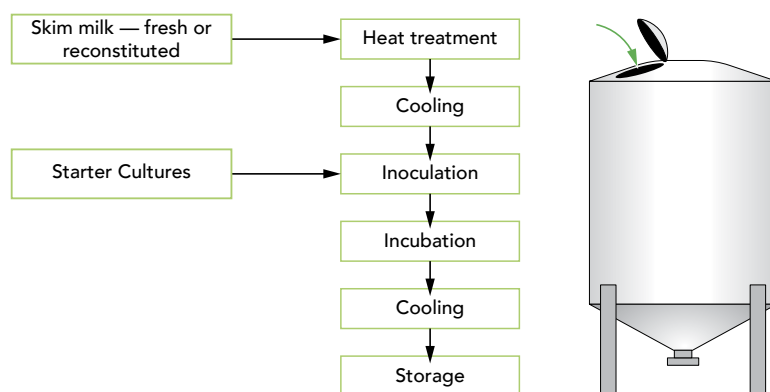 Skim milk — fresh or
reconstituted
Heat treatment
Cooling
Starter Cultures
Inoculation
Incubation
Cooling
Storage